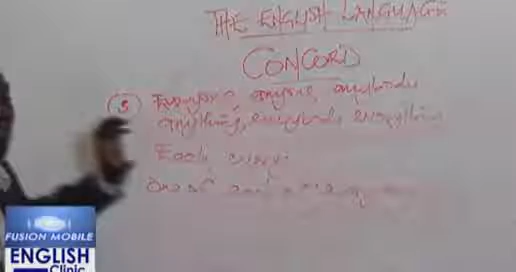 THE ENGLISH LANGUAGE
CONCORD
(5) Everyone, anyone, anybody
anything, everybody everything
Each every
FUSION MOBILE
ENGLISH
Clinic